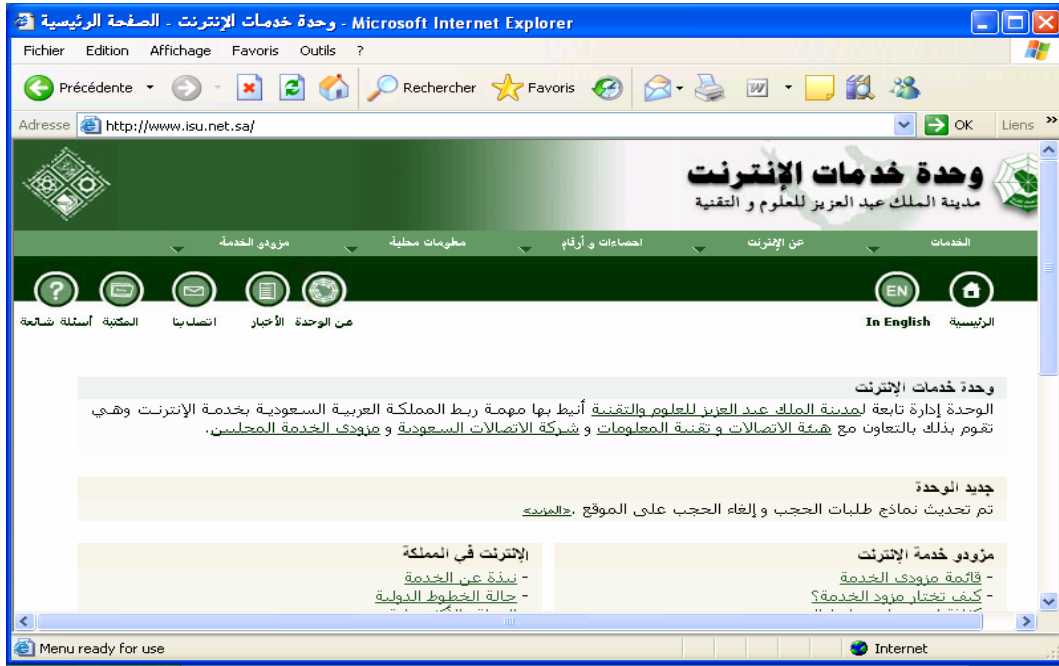 وحدة خدمات الإنترنت - الصفحة الرئيسية - Microsoft Internet Explorer
Fichier Edition Affichage Favoris Outils ?
Précédente Rechercher Favoris
Adresse http://www.isu.net.sa/ OK Liens »
وحدة خدمات الإنترنت
مدينة الملك عبد العزيز للعلوم و التقنية
الخدمات عن الإنترنت احصاءات و أرقام معلومات محلية مزودو الخدمة
EN
الرئيسية In English عن الوحدة الأخبار اتصل بنا المكتبة أسئلة شائعة
وحدة خدمات الإنترنت
الوحدة إدارة تابعة لمدينة الملك عبد العزيز للعلوم والتقنية أنيط بها مهمة ربط المملكة العربية السعودية بخدمة الإنترنت وهي
تقوم بذلك بالتعاون مع هيئة الاتصالات و تقنية المعلومات و شركة الاتصالات السعودية و مزودي الخدمة المحليين.
جديد الوحدة
تم تحديث نماذج طلبات الحجب و إلغاء الحجب على الموقع .<المزيد>
مزودو خدمة الإنترنت
- قائمة مزودي الخدمة
- كيف تختار مزود الخدمة؟
الإنترنت في المملكة
- نبذة عن الخدمة
- حالة الخطوط الدولية
Menu ready for use Internet